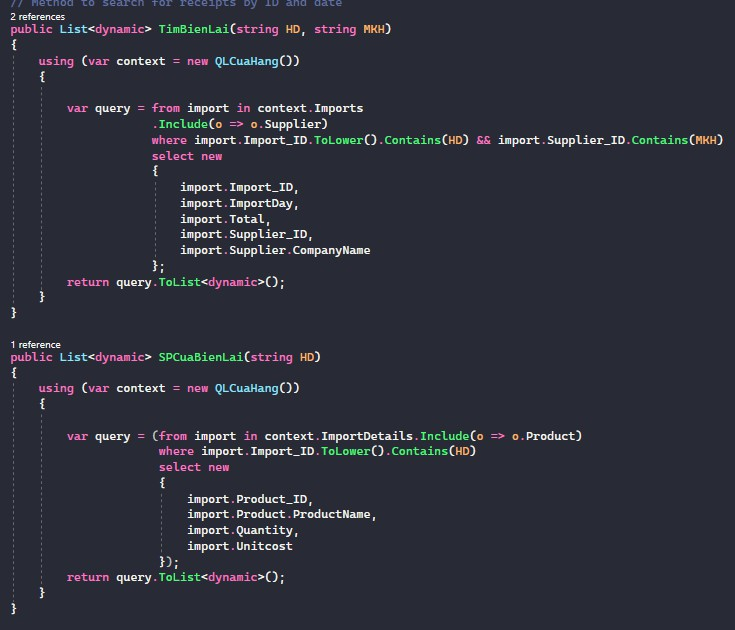 // Method to search for receipts by ID and date
2 references
public List<dynamic> TimBienLai(string HD, string MKH)
{
    using (var context = new QLCuaHang())
    {
        var query = from import in context.Imports
                    .Include(o => o.Supplier)
                    where import.Import_ID.ToLower().Contains(HD) && import.Supplier_ID.Contains(MKH)
                    select new
                    {
                        import.Import_ID,
                        import.ImportDay,
                        import.Total,
                        import.Supplier_ID,
                        import.Supplier.CompanyName
                    };
        return query.ToList<dynamic>();
    }
}
1 reference
public List<dynamic> SPCuaBienLai(string HD)
{
    using (var context = new QLCuaHang())
    {
        var query = (from import in context.ImportDetails.Include(o => o.Product)
                     where import.Import_ID.ToLower().Contains(HD)
                     select new
                     {
                         import.Product_ID,
                         import.Product.ProductName,
                         import.Quantity,
                         import.Unitcost
                     });
        return query.ToList<dynamic>();
    }
}